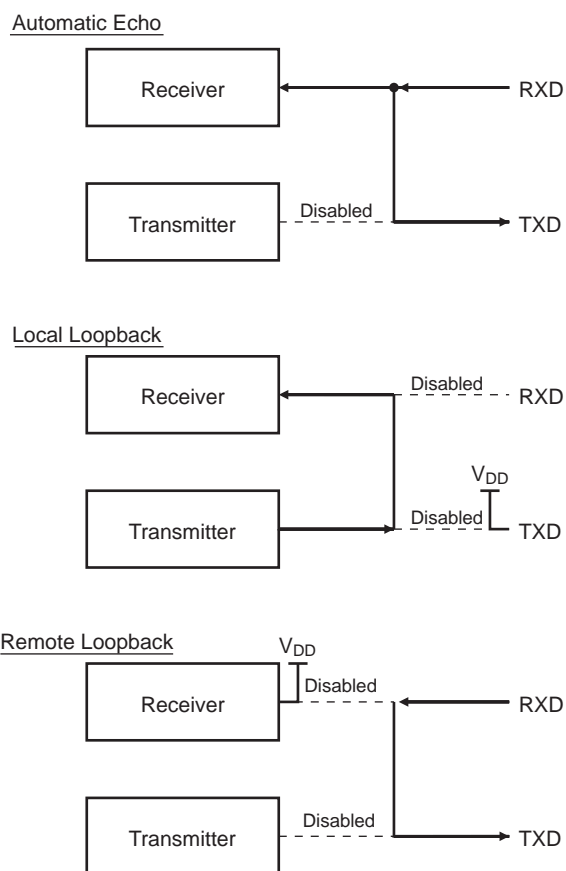 Automatic Echo
Receiver
RXD
Transmitter
Disabled
TXD
Local Loopback
Receiver
Disabled
RXD
VDD
Transmitter
Disabled
TXD
Remote Loopback
VDD
Receiver
Disabled
RXD
Transmitter
Disabled
TXD